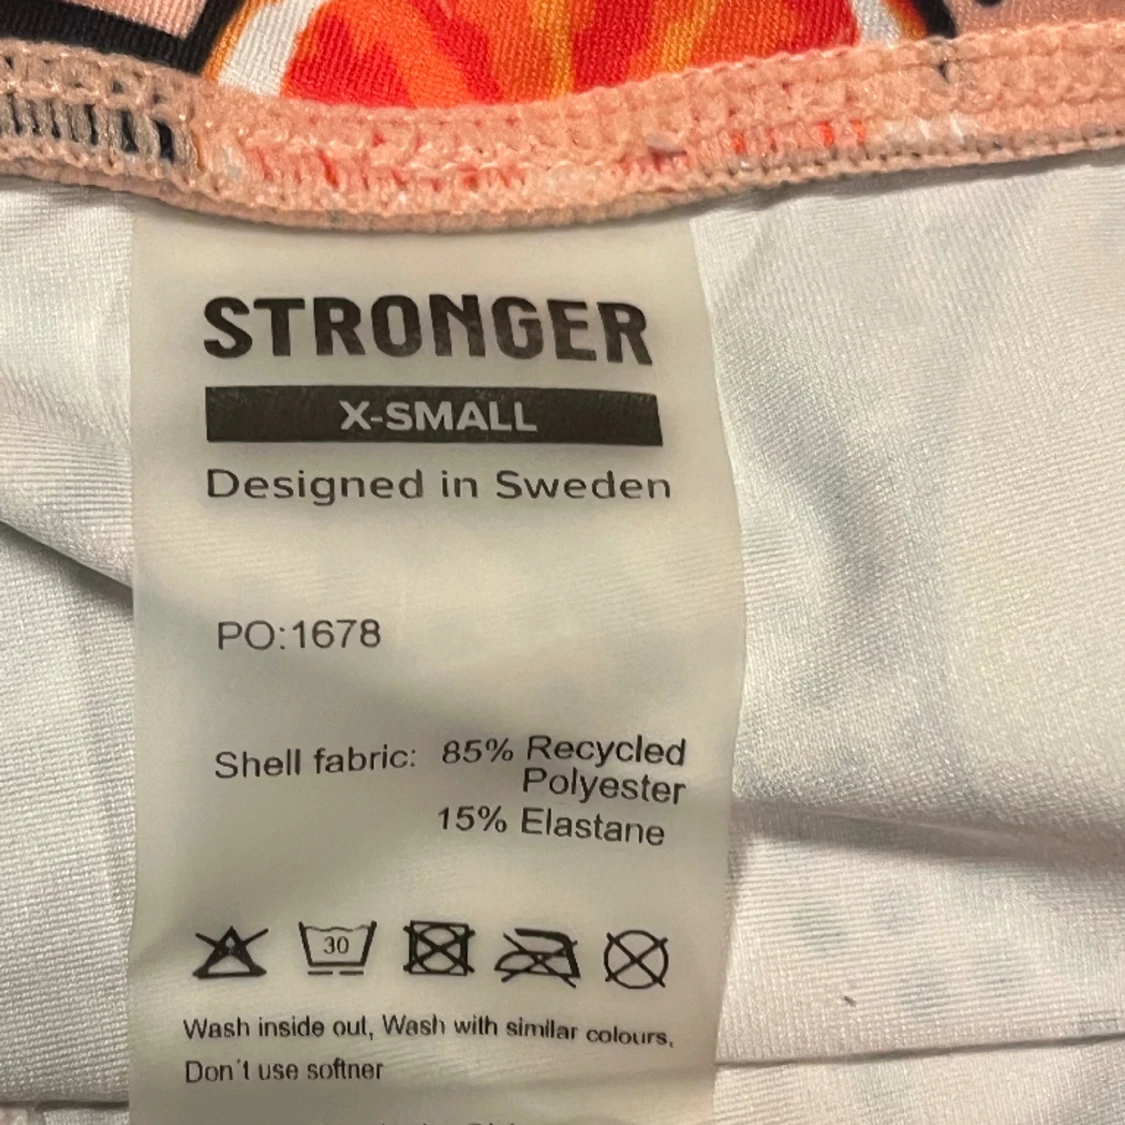 STRONGER
X-SMALL
Designed in Sweden
PO:1678
Shell fabric: 85% Recycled
Polyester
15% Elastane
30
Wash inside out, Wash with similar colours,
Don´t use softner